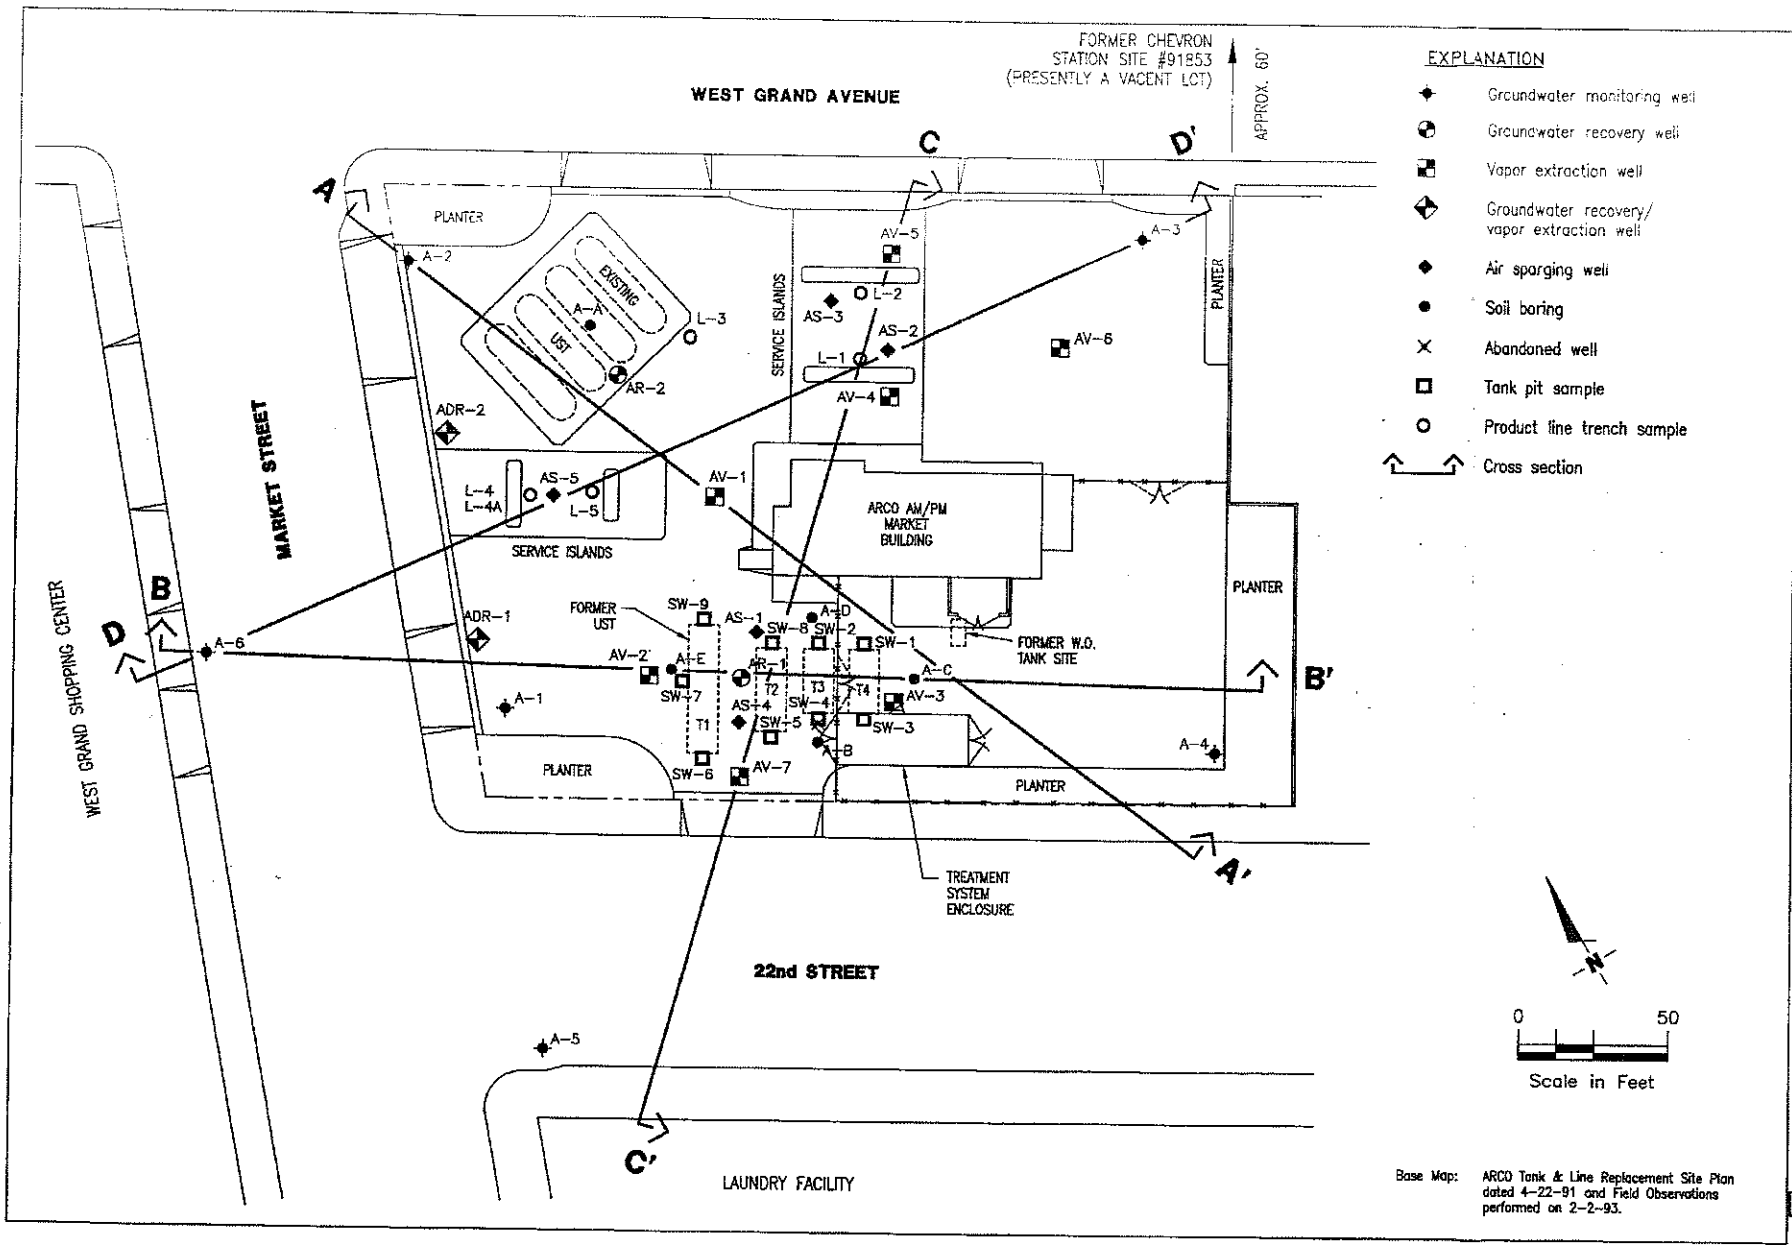 FORMER CHEVRON
STATION SITE #91853
(PRESENTLY A VACENT LOT)
APPROX. 60'
WEST GRAND AVENUE
EXPLANATION
Groundwater monitoring well
Groundwater recovery well
Vapor extraction well
Groundwater recovery/
vapor extraction well
Air sparging well
Soil boring
Abandoned well
Tank pit sample
Product line trench sample
Cross section
A
C
D'
PLANTER
A-2
AV-5
A-3
EXISTING
UST
A-A
L-3
AR-2
SERVICE ISLANDS
L-2
AS-3
AS-2
L-1
AV-4
AV-6
PLANTER
ADR-2
MARKET STREET
L-4
L-4A
AS-5
L-5
AV-1
SERVICE ISLANDS
ARCO AM/PM
MARKET
BUILDING
PLANTER
WEST GRAND SHOPPING CENTER
B
D
A-6
ADR-1
FORMER
UST
SW-9
AS-1
SW-8
A-D
SW-2
SW-1
FORMER W.O.
TANK SITE
AV-2
A-E
AR-1
SW-7
T2
T3
T4
A-C
AV-3
B'
A-1
T1
AS-4
SW-5
SW-4
SW-3
A-B
A-4
PLANTER
SW-6
AV-7
PLANTER
A'
TREATMENT
SYSTEM
ENCLOSURE
22nd STREET
A-5
C'
LAUNDRY FACILITY
N
0 50
Scale in Feet
Base Map: ARCO Tank & Line Replacement Site Plan
dated 4-22-91 and Field Observations
performed on 2-2-93.